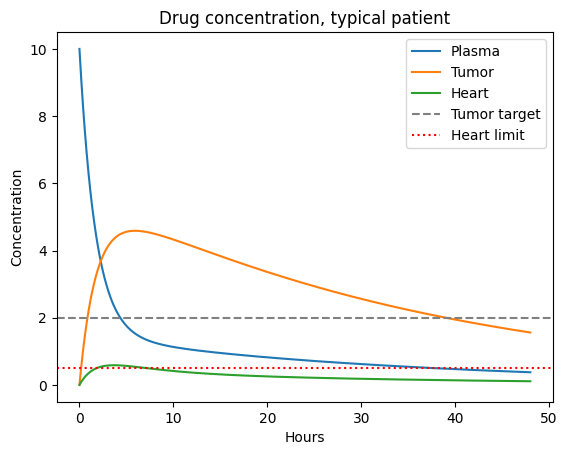 Drug concentration, typical patient
Concentration
10
8
6
4
2
0
Plasma
Tumor
Heart
Tumor target
Heart limit
0 10 20 30 40 50
Hours